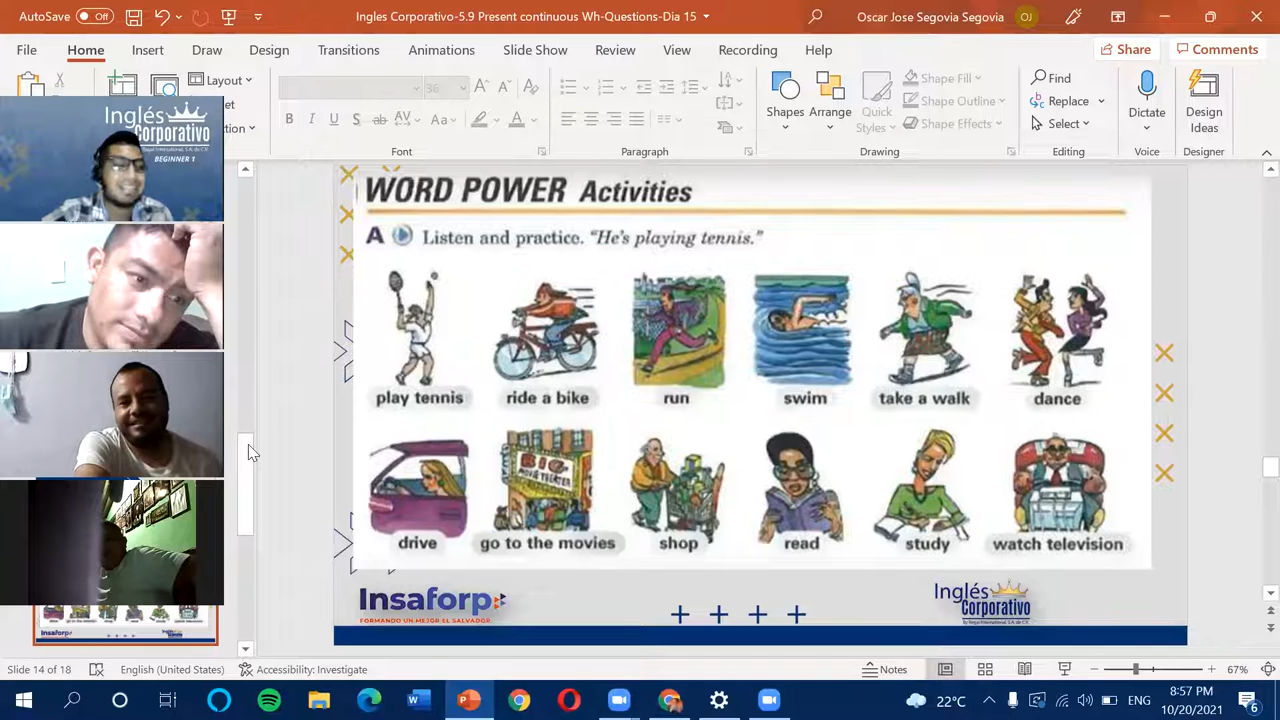 AutoSave Off Ingles Corporativo-5.9 Present continuous Wh-Questions-Dia 15 Oscar Jose Segovia Segovia OJ
File Home Insert Draw Design Transitions Animations Slide Show Review View Recording Help Share Comments
Layout Shape Fill Find
Shapes Arrange Quick Styles Shape Outline Replace Dictate Design Ideas
Shape Effects Select
Font Paragraph Drawing Editing Voice Designer
Inglés
Corporativo
BEGINNER 1
WORD POWER Activities
A Listen and practice. "He's playing tennis."
play tennis ride a bike run swim take a walk dance
BIG
drive go to the movies shop read study watch television
Insaforp
FORMANDO UN MEJOR EL SALVADOR
Inglés
Corporativo
Insaforp
Slide 14 of 18 English (United States) Accessibility: Investigate Notes 67%
22°C ENG 8:57 PM
10/20/2021
6